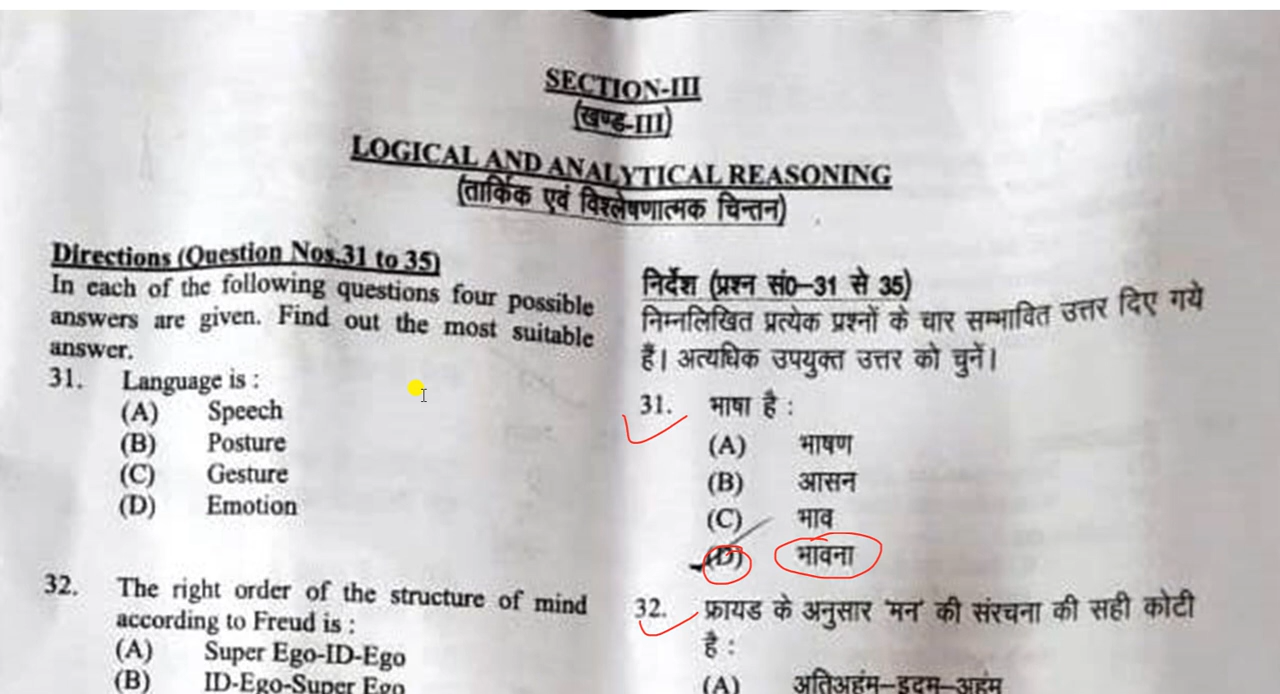 SECTION-III
(खण्ड-III)
LOGICAL AND ANALYTICAL REASONING
(तार्किक एवं विश्लेषणात्मक चिन्तन)
Directions (Question Nos.31 to 35)
In each of the following questions four possible
answers are given. Find out the most suitable
answer.
31. Language is :
(A) Speech
(B) Posture
(C) Gesture
(D) Emotion
32. The right order of the structure of mind
according to Freud is :
(A) Super Ego-ID-Ego
(B) ID-Ego-Super Ego
निर्देश (प्रश्न सं0-31 से 35)
निम्नलिखित प्रत्येक प्रश्नों के चार सम्भावित उत्तर दिए गये
हैं। अत्यधिक उपयुक्त उत्तर को चुनें।
31. भाषा है :
(A) भाषण
(B) आसन
(C) भाव
(D) भावना
32. फ्रायड के अनुसार 'मन' की संरचना की सही कोटी
है :
(A) अतिअहंम-इदम-अहंम